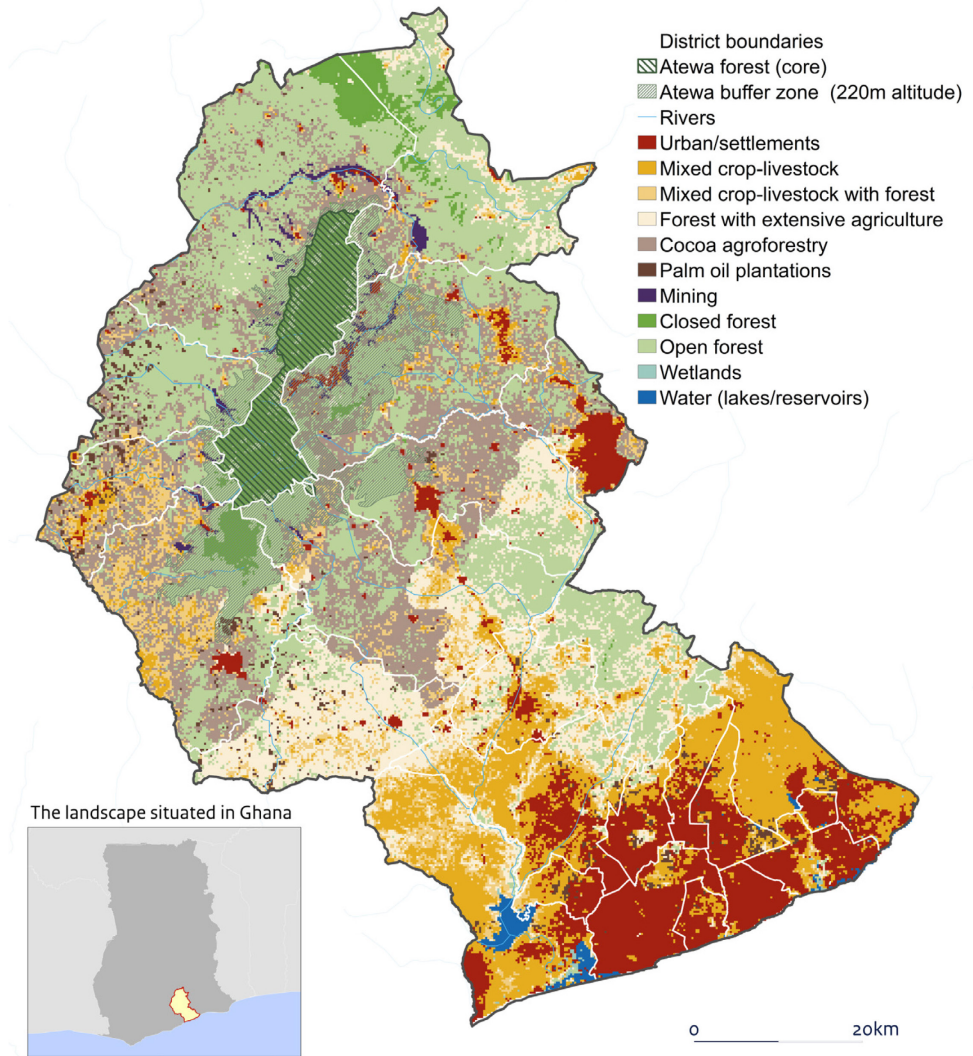 District boundaries
Atewa forest (core)
Atewa buffer zone (220m altitude)
Rivers
Urban/settlements
Mixed crop-livestock
Mixed crop-livestock with forest
Forest with extensive agriculture
Cocoa agroforestry
Palm oil plantations
Mining
Closed forest
Open forest
Wetlands
Water (lakes/reservoirs)
The landscape situated in Ghana
0 20km